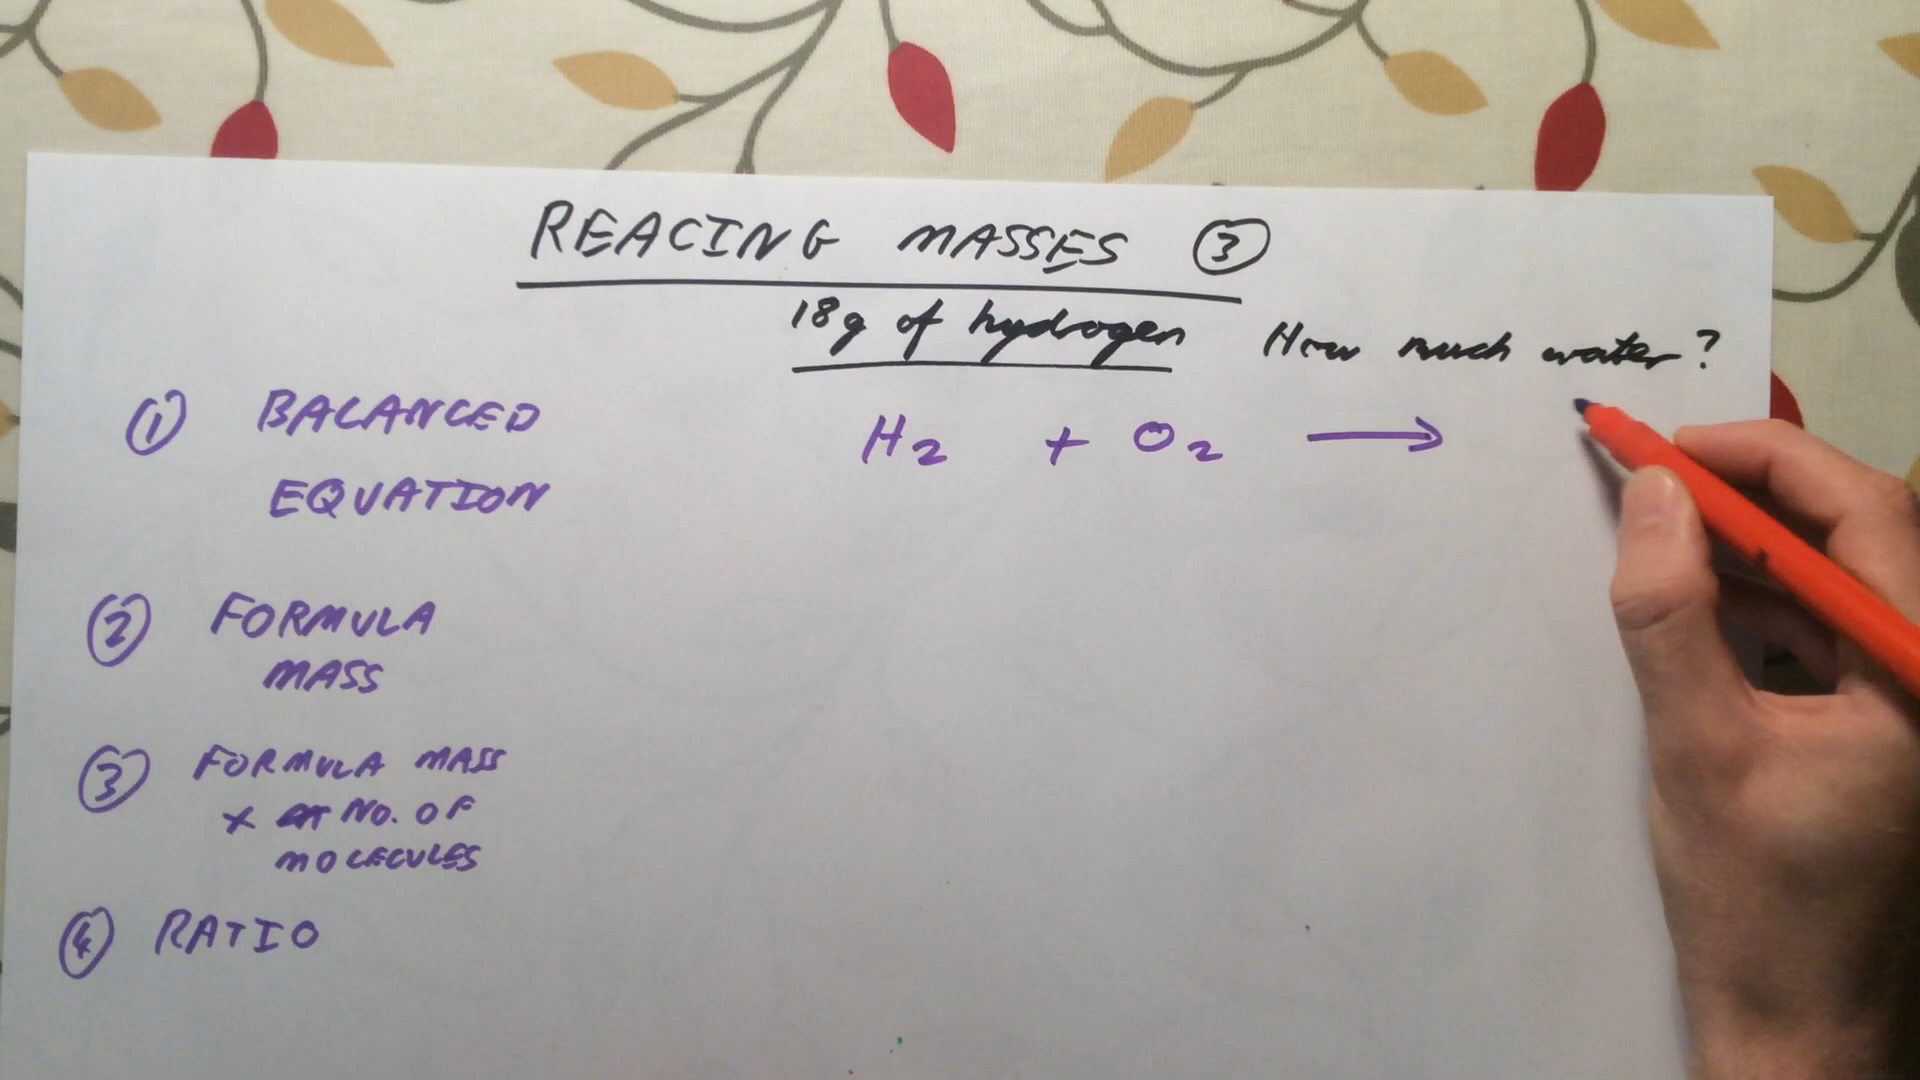 REACING MASSES ③
18g of hydrogen How much water?
① BALANCED
EQUATION
H₂ + O₂ →
② FORMULA
MASS
③ FORMULA MASS
× NO. OF
MOLECULES
④ RATIO